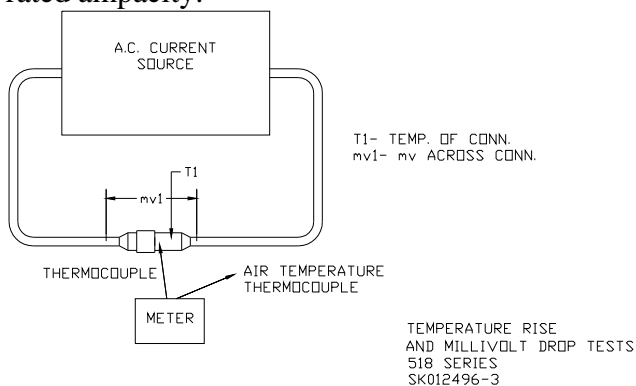 rated ampacity.
A.C. CURRENT
SOURCE
T1- TEMP. OF CONN.
mv1- mv ACROSS CONN.
T1
mv1
THERMOCOUPLE
AIR TEMPERATURE
THERMOCOUPLE
METER
TEMPERATURE RISE
AND MILLIVOLT DROP TESTS
518 SERIES
SK012496-3